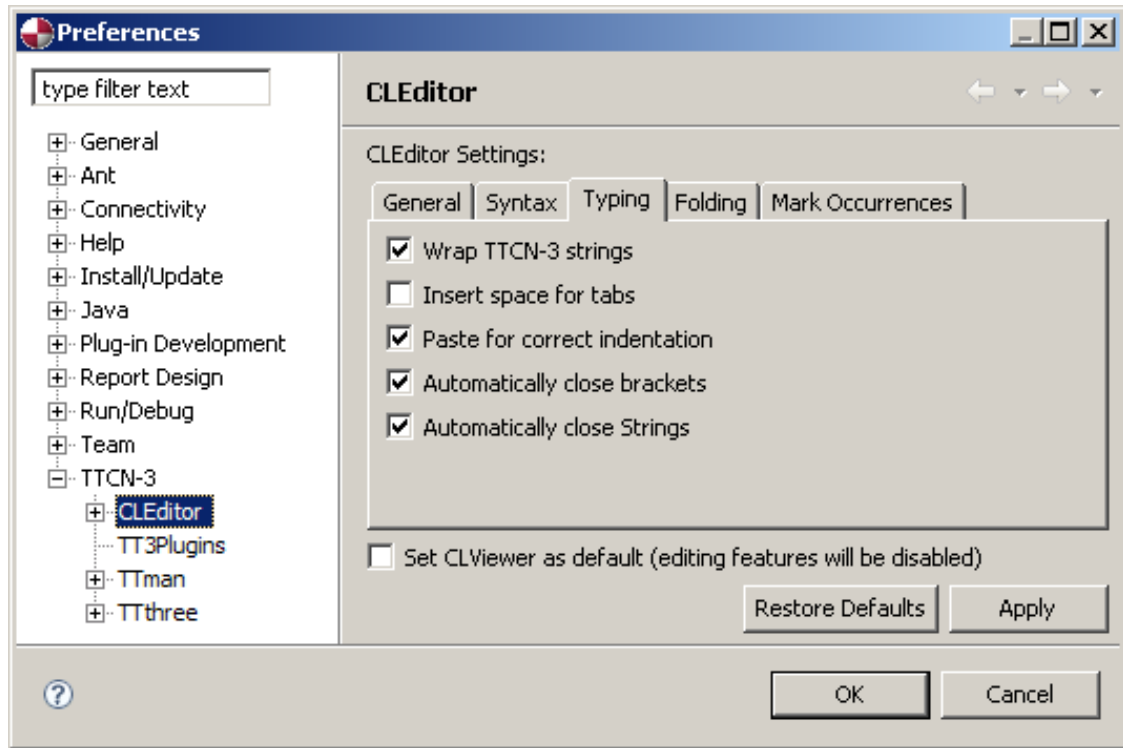 Preferences
type filter text
General
Ant
Connectivity
Help
Install/Update
Java
Plug-in Development
Report Design
Run/Debug
Team
TTCN-3
CLEditor
TT3Plugins
TTman
TTthree
CLEditor
CLEditor Settings:
General Syntax Typing Folding Mark Occurrences
Wrap TTCN-3 strings
Insert space for tabs
Paste for correct indentation
Automatically close brackets
Automatically close Strings
Set CLViewer as default (editing features will be disabled)
Restore Defaults Apply
? OK Cancel